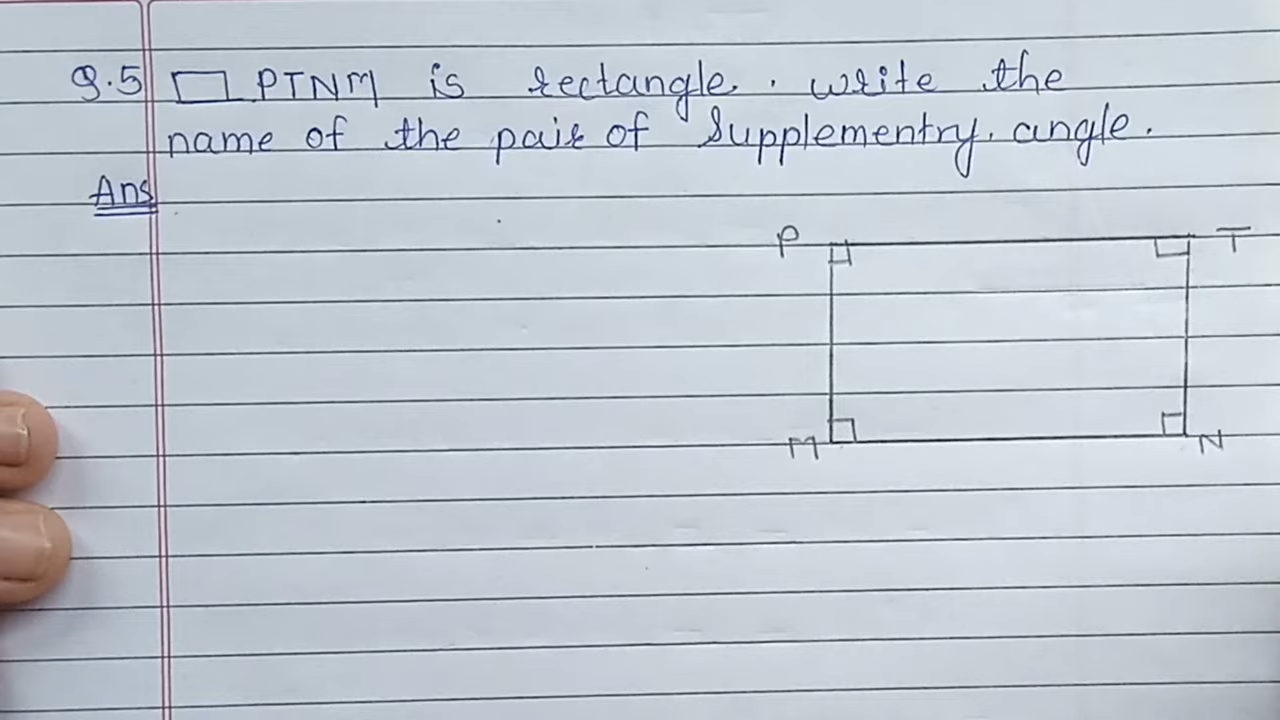 Q.5 PTNM is rectangle. write the
name of the pair of Supplementry angle.
Ans
P T
M N